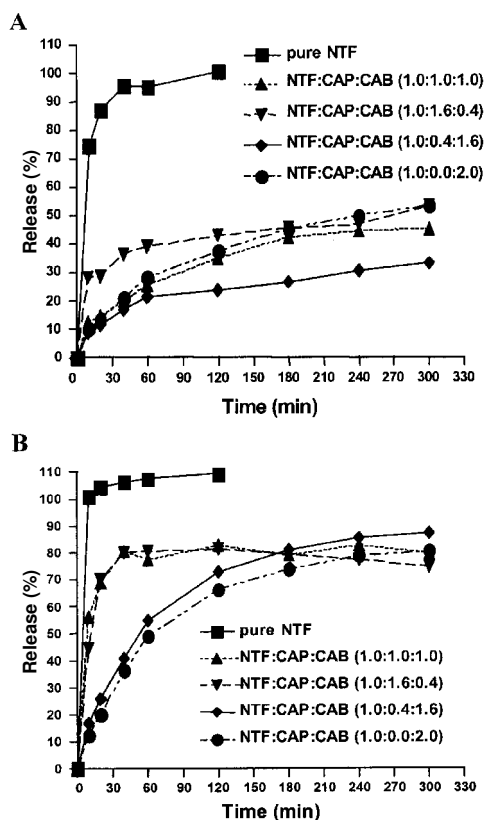 A
110
100
90
80
70
60
50
40
30
20
10
0
Release (%)
pure NTF
NTF:CAP:CAB (1.0:1.0:1.0)
NTF:CAP:CAB (1.0:1.6:0.4)
NTF:CAP:CAB (1.0:0.4:1.6)
NTF:CAP:CAB (1.0:0.0:2.0)
0 30 60 90 120 150 180 210 240 270 300 330
Time (min)
B
110
100
90
80
70
60
50
40
30
20
10
0
Release (%)
pure NTF
NTF:CAP:CAB (1.0:1.0:1.0)
NTF:CAP:CAB (1.0:1.6:0.4)
NTF:CAP:CAB (1.0:0.4:1.6)
NTF:CAP:CAB (1.0:0.0:2.0)
0 30 60 90 120 150 180 210 240 270 300 330
Time (min)